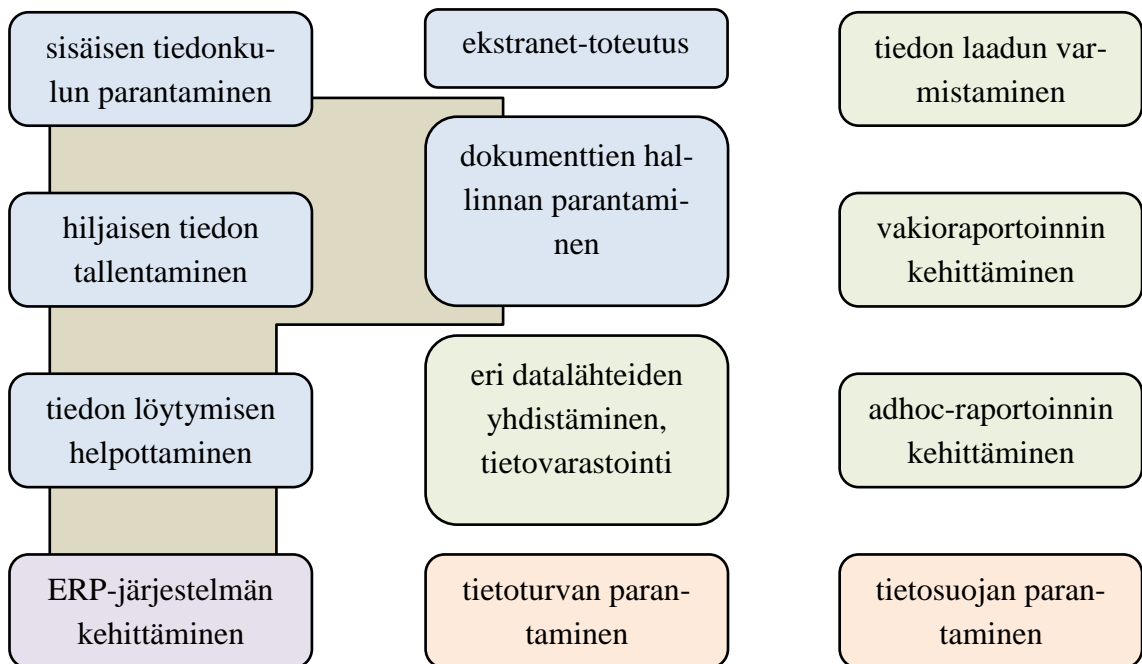 sisäisen tiedonku-
lun parantaminen
ekstranet-toteutus
tiedon laadun var-
mistaminen
dokumenttien hal-
linnan parantami-
nen
hiljaisen tiedon
tallentaminen
vakioraportoinnin
kehittäminen
tiedon löytymisen
helpottaminen
eri datalähteiden
yhdistäminen,
tietovarastointi
adhoc-raportoinnin
kehittäminen
ERP-järjestelmän
kehittäminen
tietoturvan paran-
taminen
tietosuojan paran-
taminen